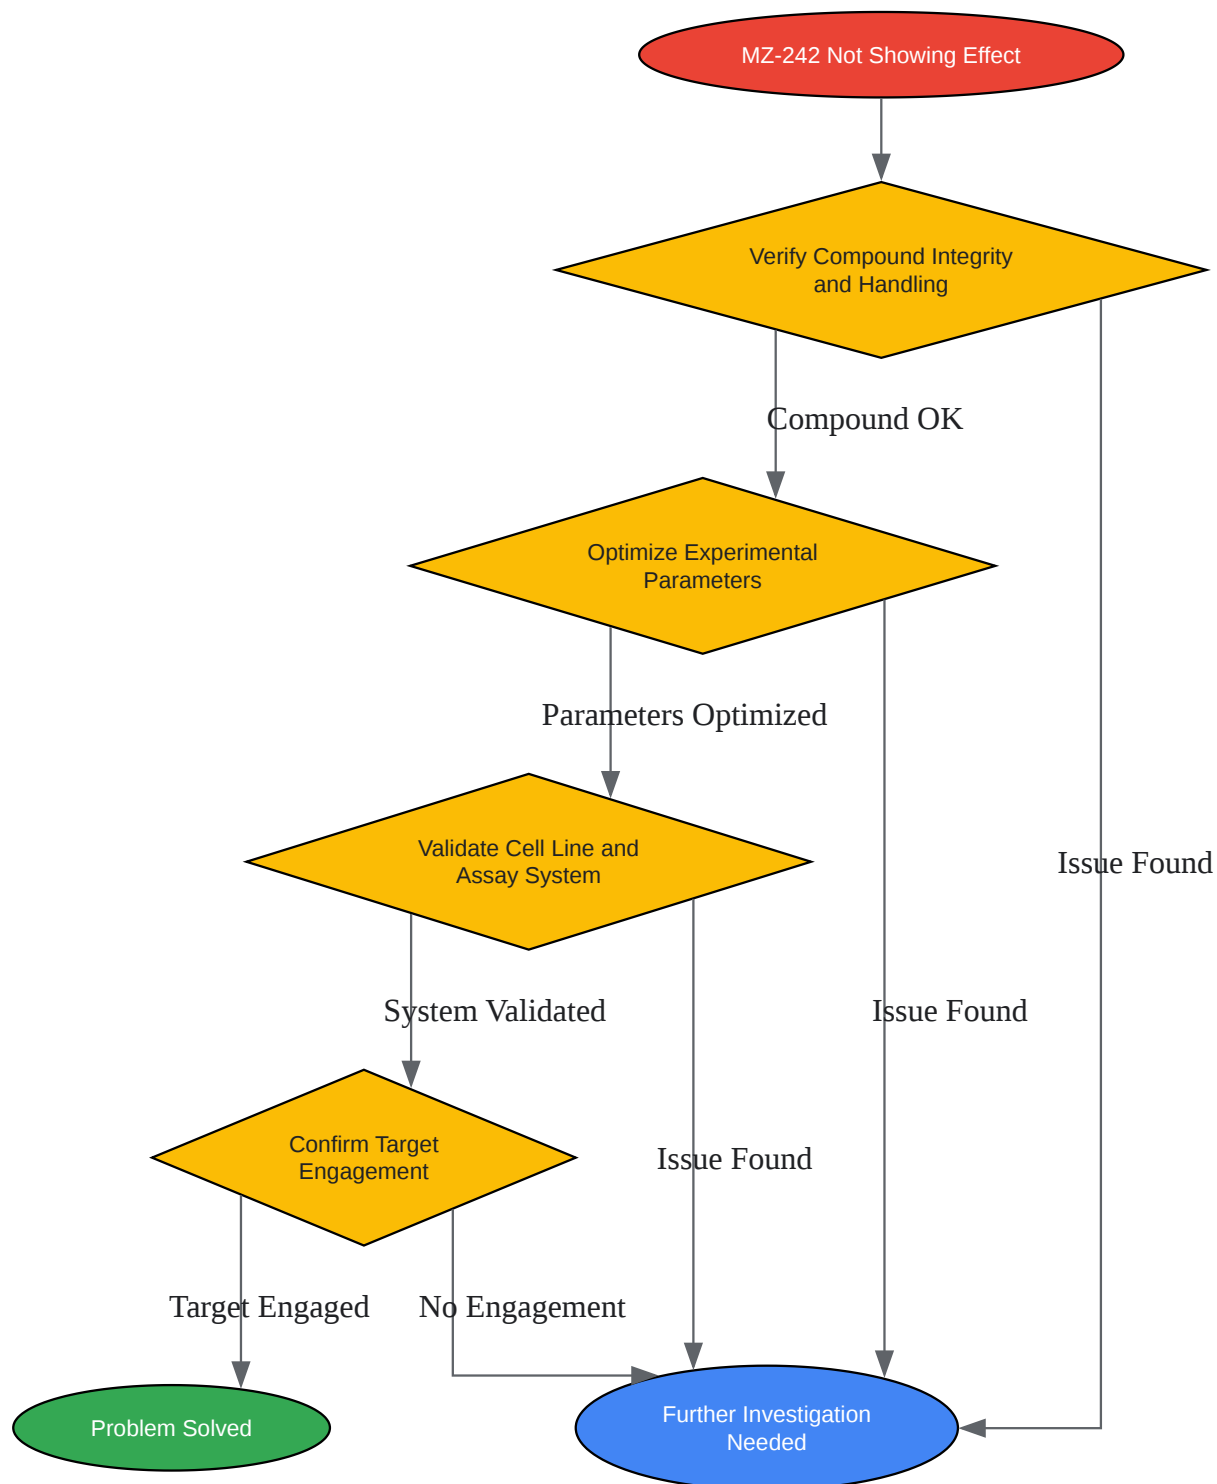 MZ-242 Not Showing Effect
Verify Compound Integrity
and Handling
Compound OK
Optimize Experimental
Parameters
Parameters Optimized
Validate Cell Line and
Assay System
Issue Found
System Validated
Issue Found
Confirm Target
Engagement
Issue Found
Target Engaged
No Engagement
Problem Solved
Further Investigation
Needed